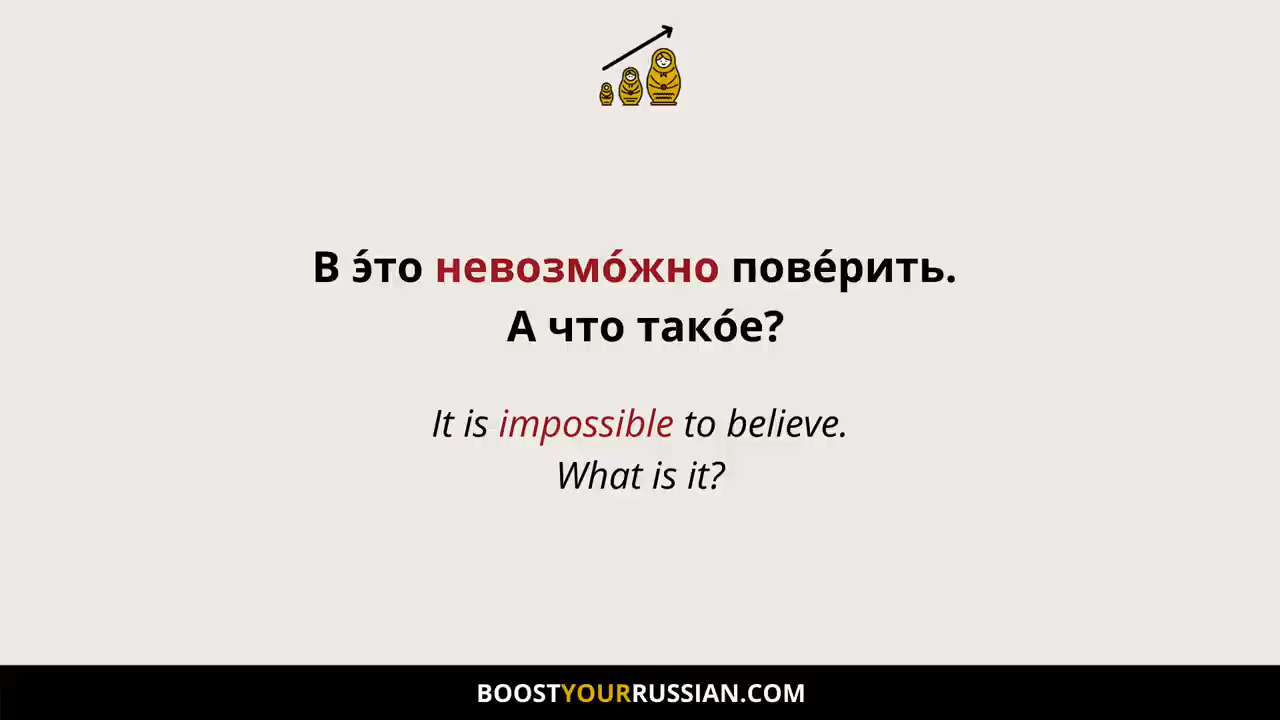 В э́то невозмо́жно пове́рить.
А что тако́е?
It is impossible to believe.
What is it?
BOOSTYOURRUSSIAN.COM